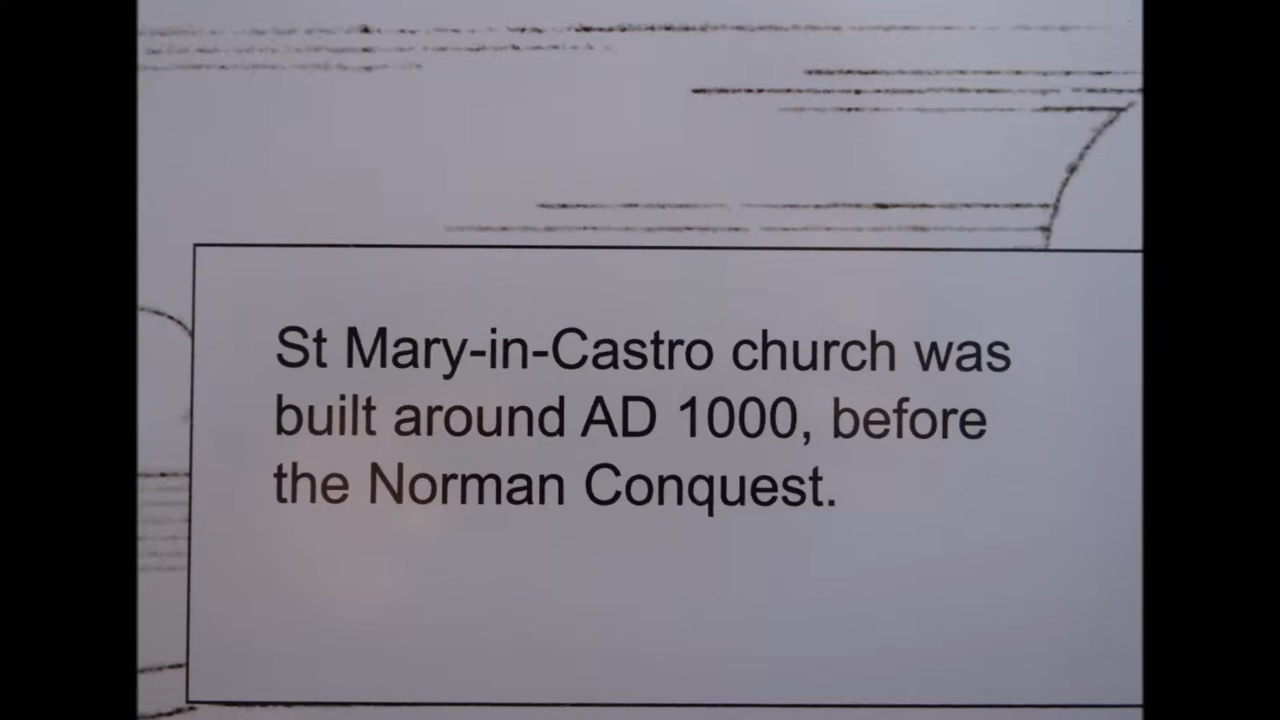 St Mary-in-Castro church was
built around AD 1000, before
the Norman Conquest.